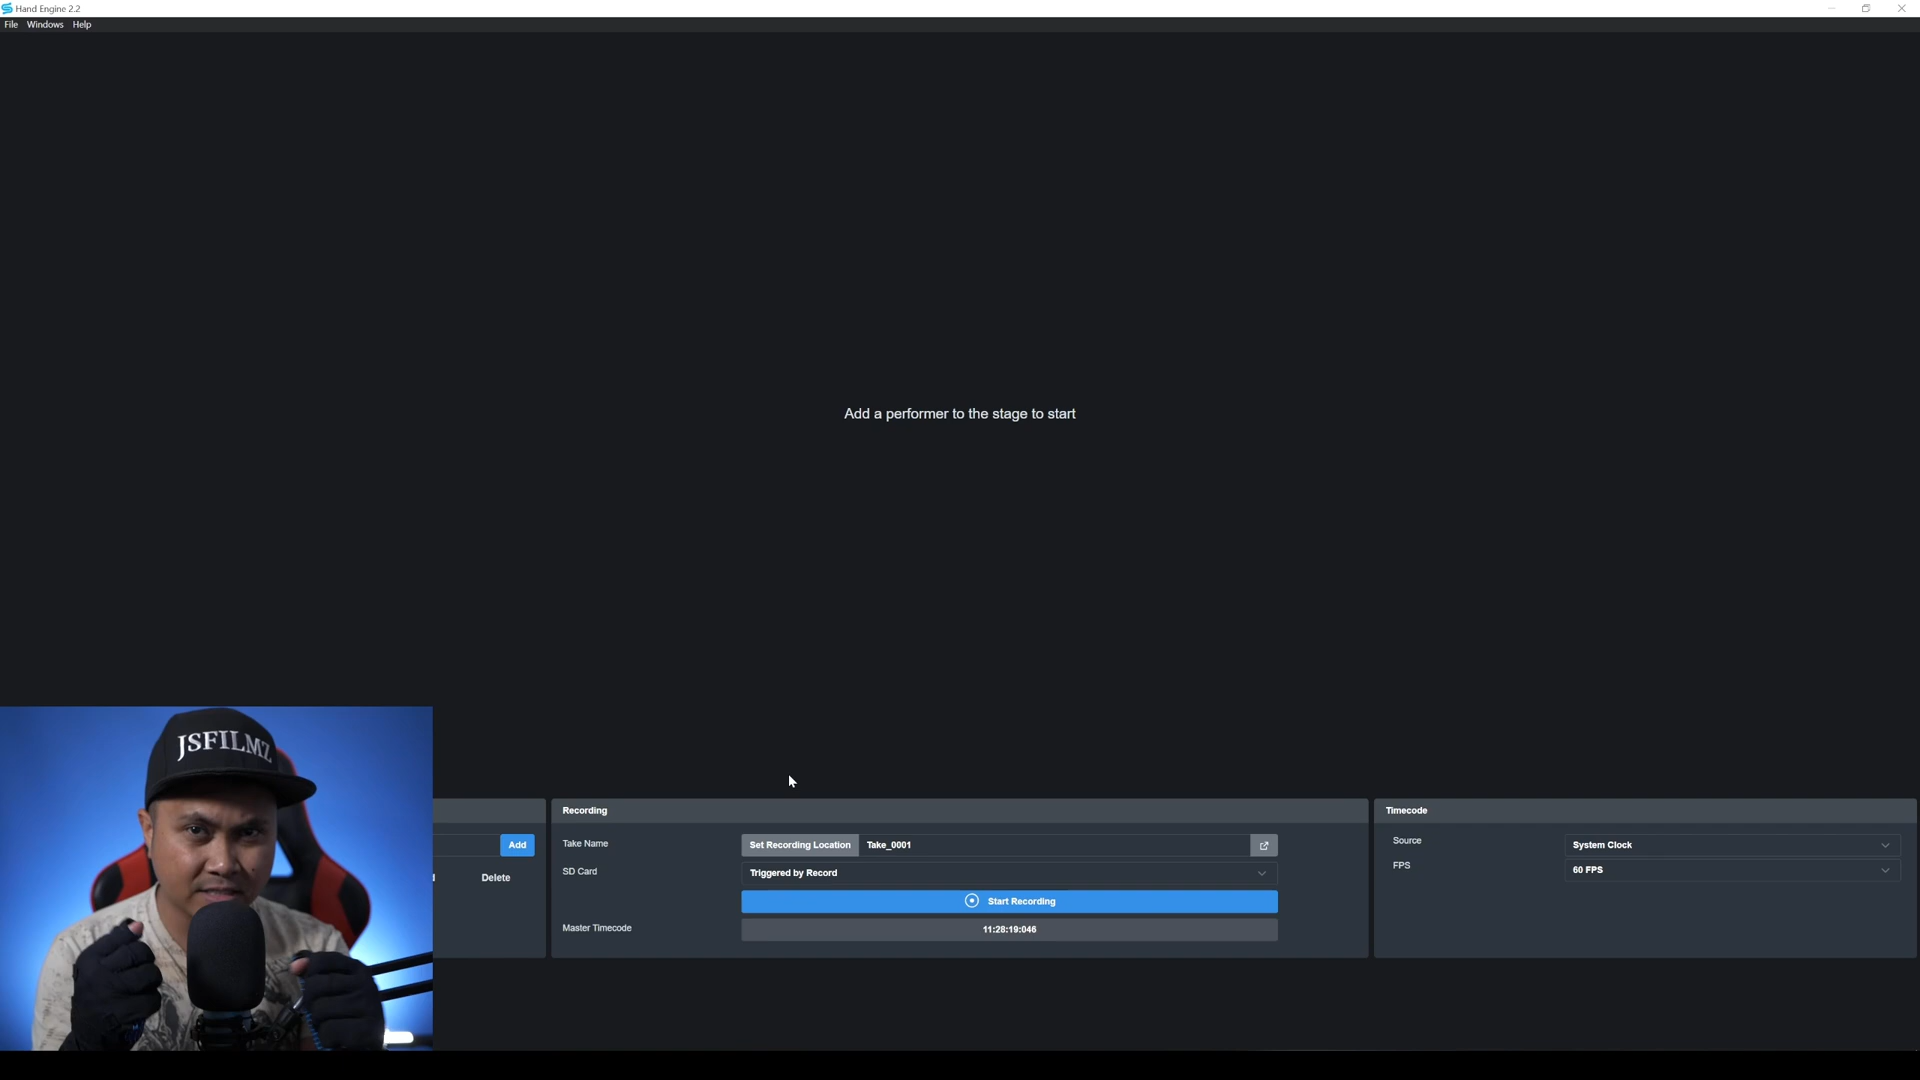 Hand Engine 2.2
File Windows Help
Add a performer to the stage to start
JSFILMZ
Add
Delete
Recording
Take Name
Set Recording Location
Take_0001
SD Card
Triggered by Record
Start Recording
Master Timecode
11:28:19:046
Timecode
Source
System Clock
FPS
60 FPS